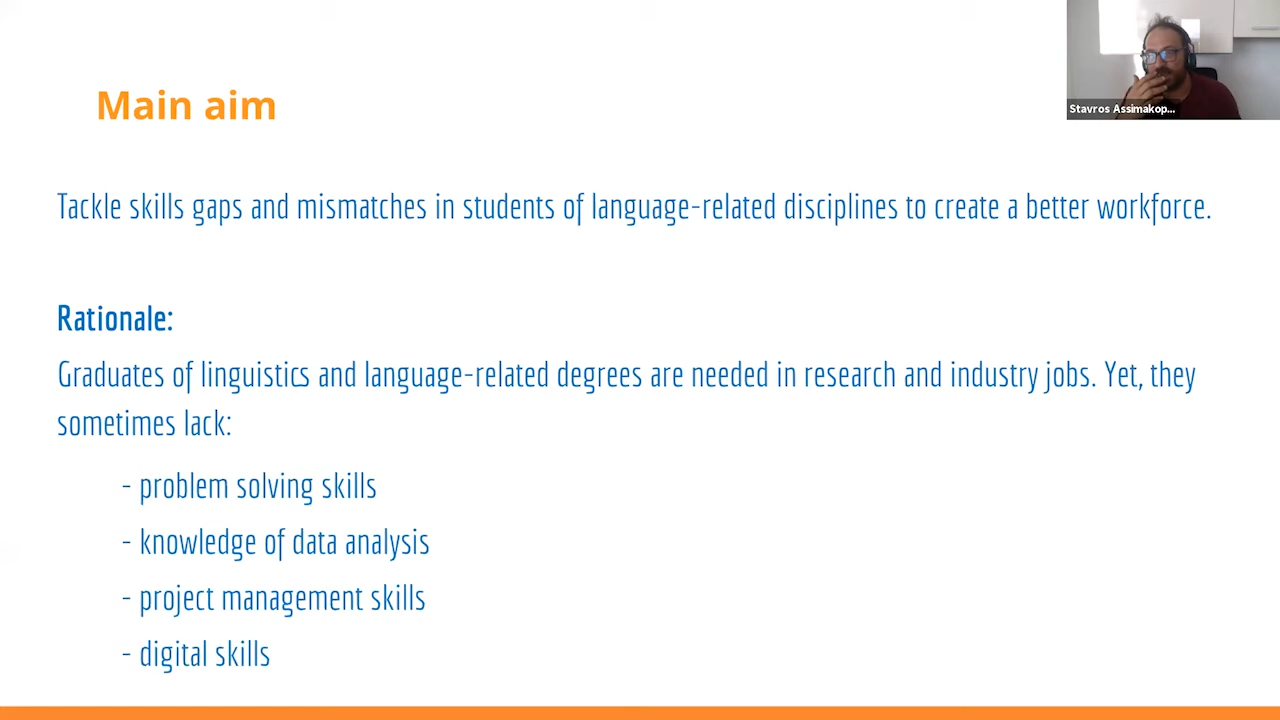 Main aim
Stavros Assimakop...
Tackle skills gaps and mismatches in students of language-related disciplines to create a better workforce.
Rationale:
Graduates of linguistics and language-related degrees are needed in research and industry jobs. Yet, they
sometimes lack:
- problem solving skills
- knowledge of data analysis
- project management skills
- digital skills